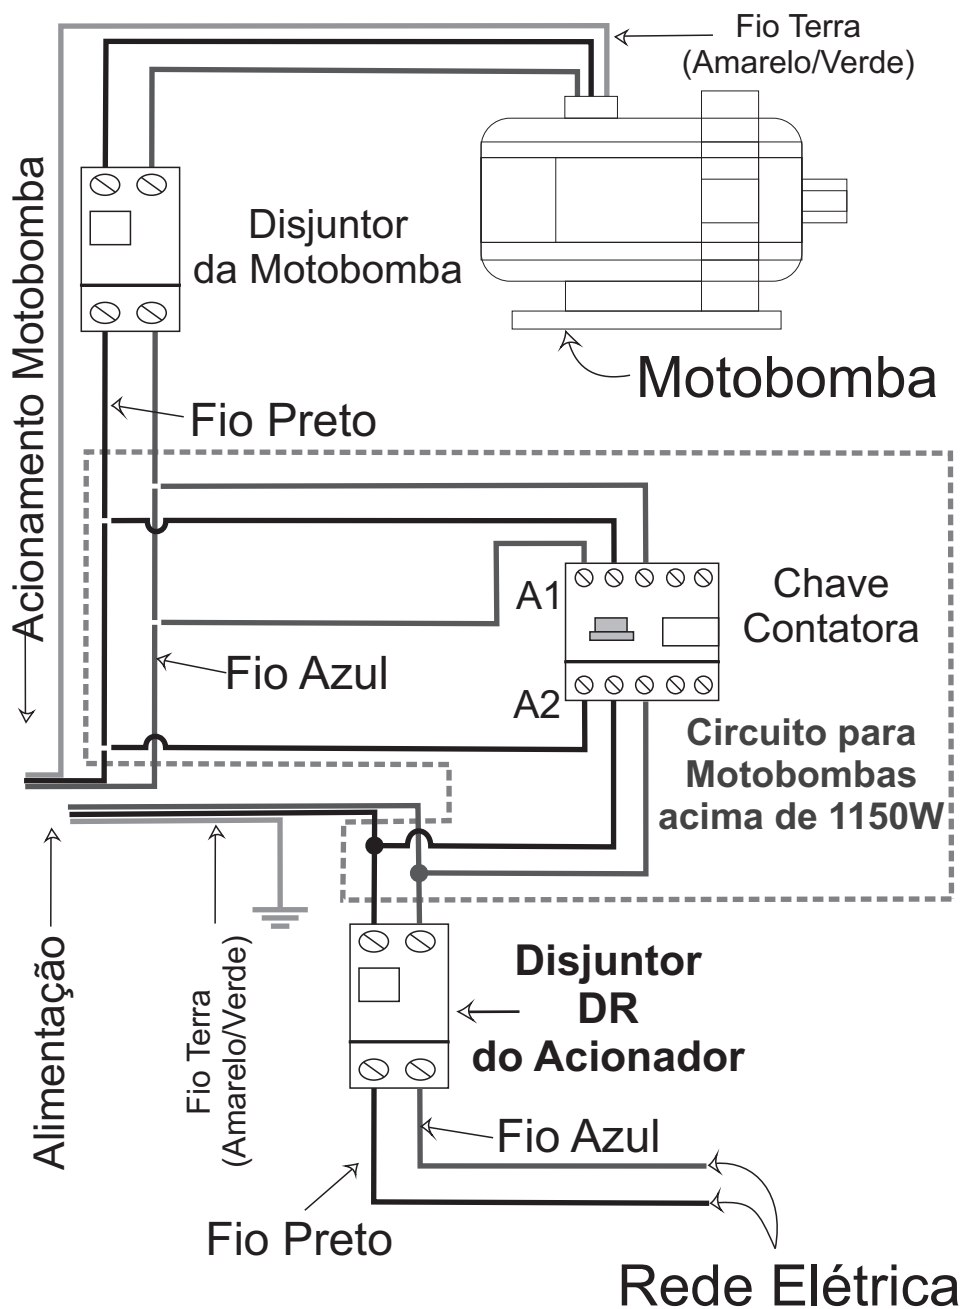 Fio Terra
(Amarelo/Verde)
Acionamento Motobomba
Disjuntor
da Motobomba
Motobomba
Fio Preto
A1
Chave
Contatora
Fio Azul
A2
Circuito para
Motobombas
acima de 1150W
Alimentação
Fio Terra
(Amarelo/Verde)
Disjuntor
DR
do Acionador
Fio Azul
Fio Preto
Rede Elétrica